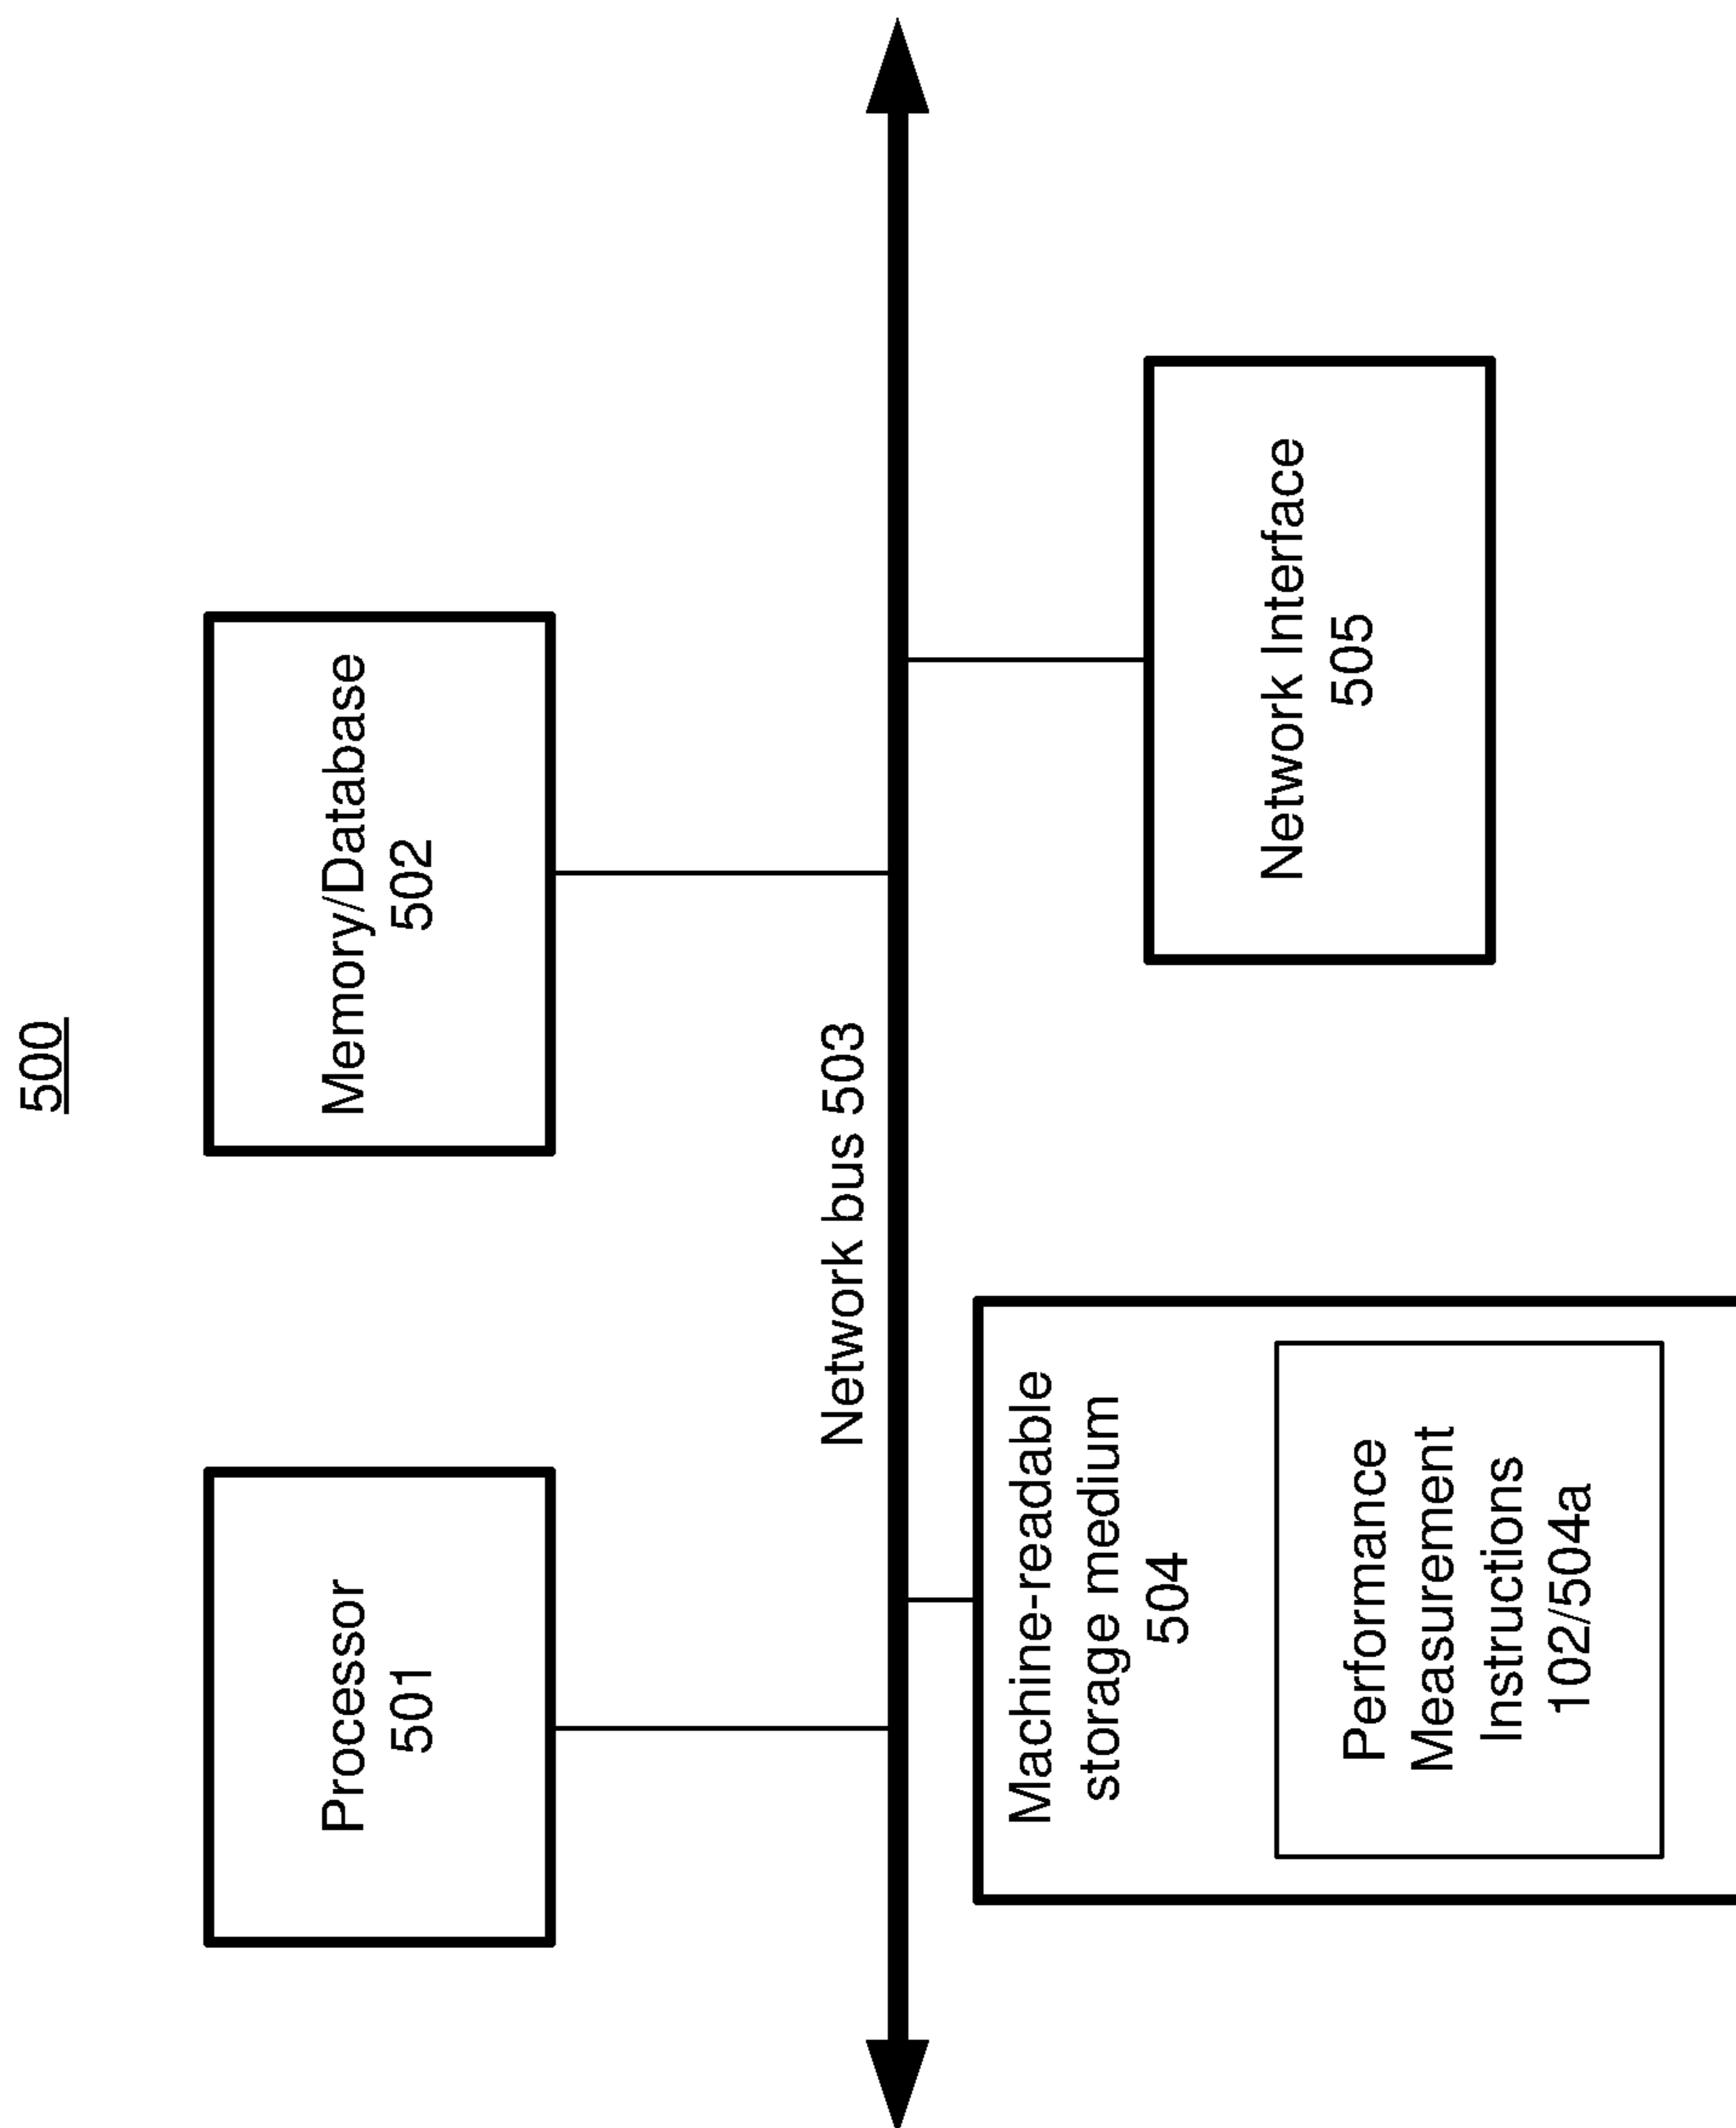 500
Processor
501
Memory/Database
502
Network bus 503
Machine-readable
storage medium
504
Performance
Measurement
Instructions
102/504a
Network Interface
505